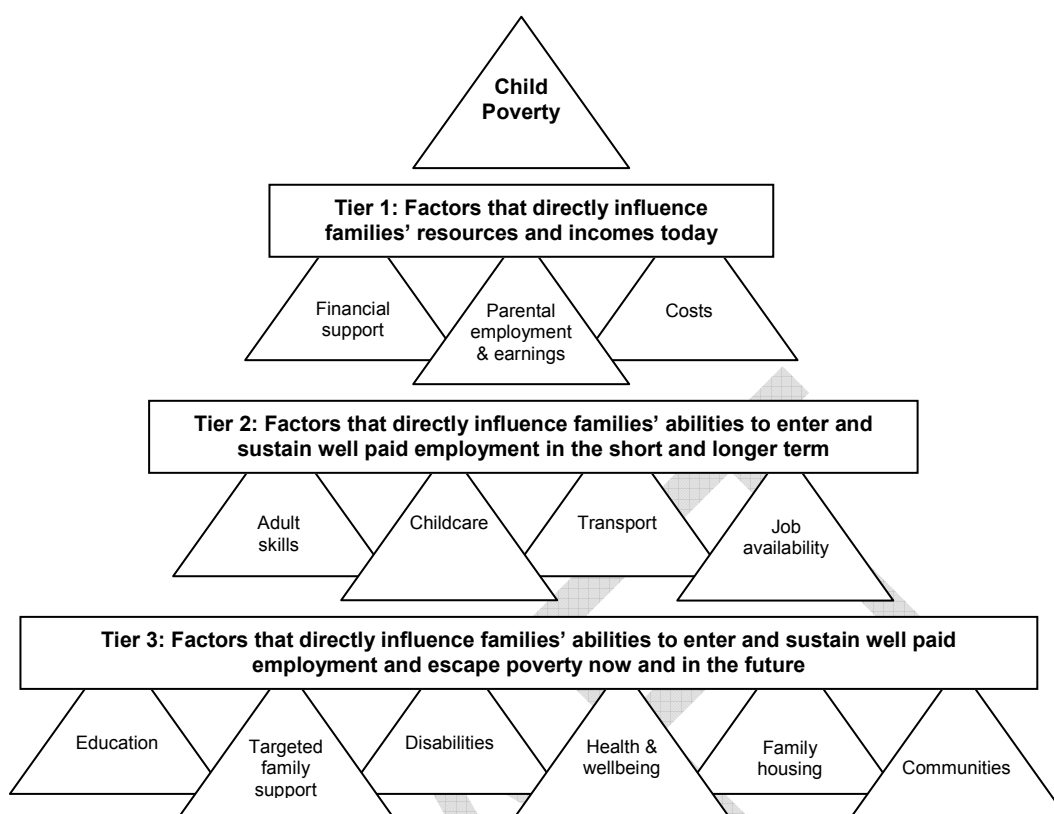 Child
Poverty
Tier 1: Factors that directly influence
families’ resources and incomes today
Financial
support
Parental
employment
& earnings
Costs
Tier 2: Factors that directly influence families’ abilities to enter and
sustain well paid employment in the short and longer term
Adult
skills
Childcare
Transport
Job
availability
Tier 3: Factors that directly influence families’ abilities to enter and sustain well paid
employment and escape poverty now and in the future
Education
Targeted
family
support
Disabilities
Health &
wellbeing
Family
housing
Communities